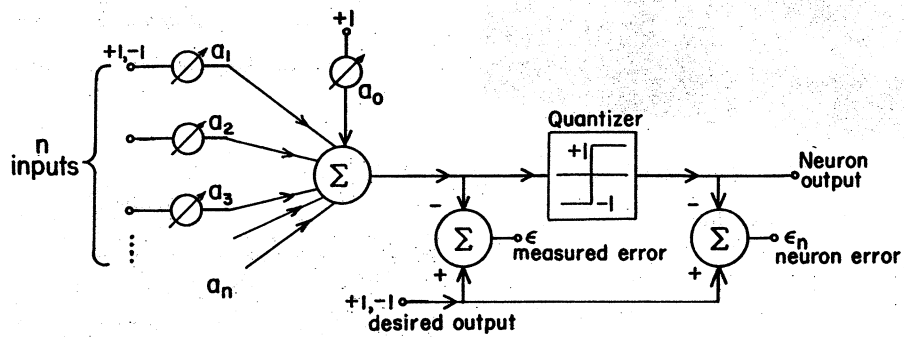 +1
+1,-1
a₁
a₀
a₂
n
inputs
a₃
aₙ
Σ
Quantizer
+1
-1
Neuron
output
-
Σ
ϵ
measured error
+
-
Σ
ϵₙ
neuron error
+
+1,-1
desired output